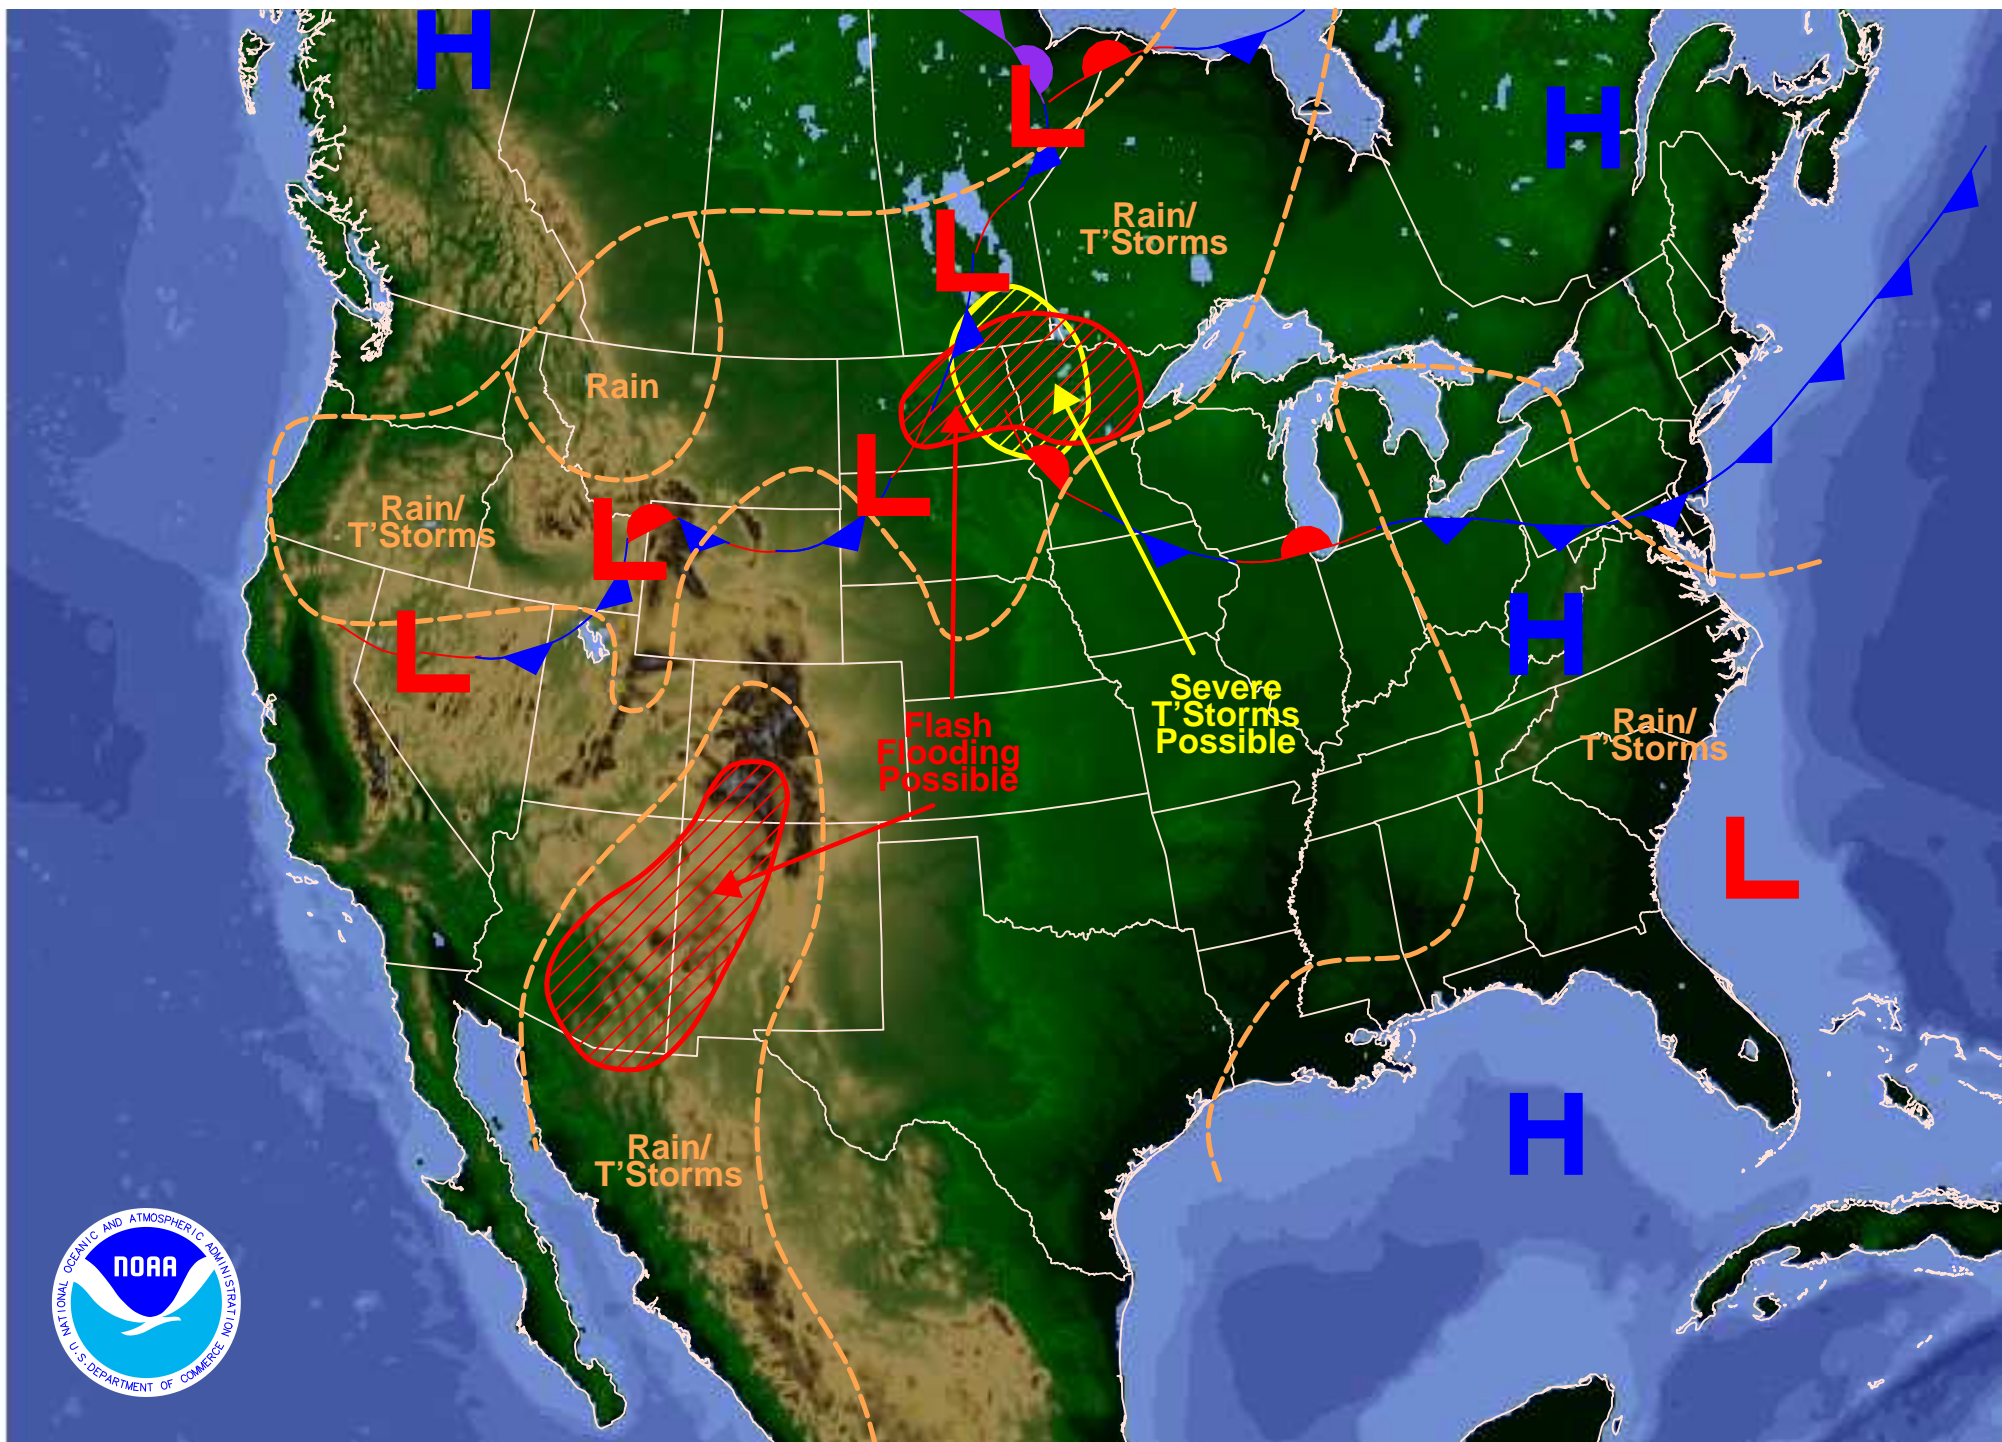 H
L
H
Rain/
T'Storms
L
Rain
L
Rain/
T'Storms
L
L
H
Severe
T'Storms
Possible
Flash
Flooding
Possible
Rain/
T'Storms
L
H
Rain/
T'Storms
NATIONAL OCEANIC AND ATMOSPHERIC ADMINISTRATION
NOAA
U.S. DEPARTMENT OF COMMERCE